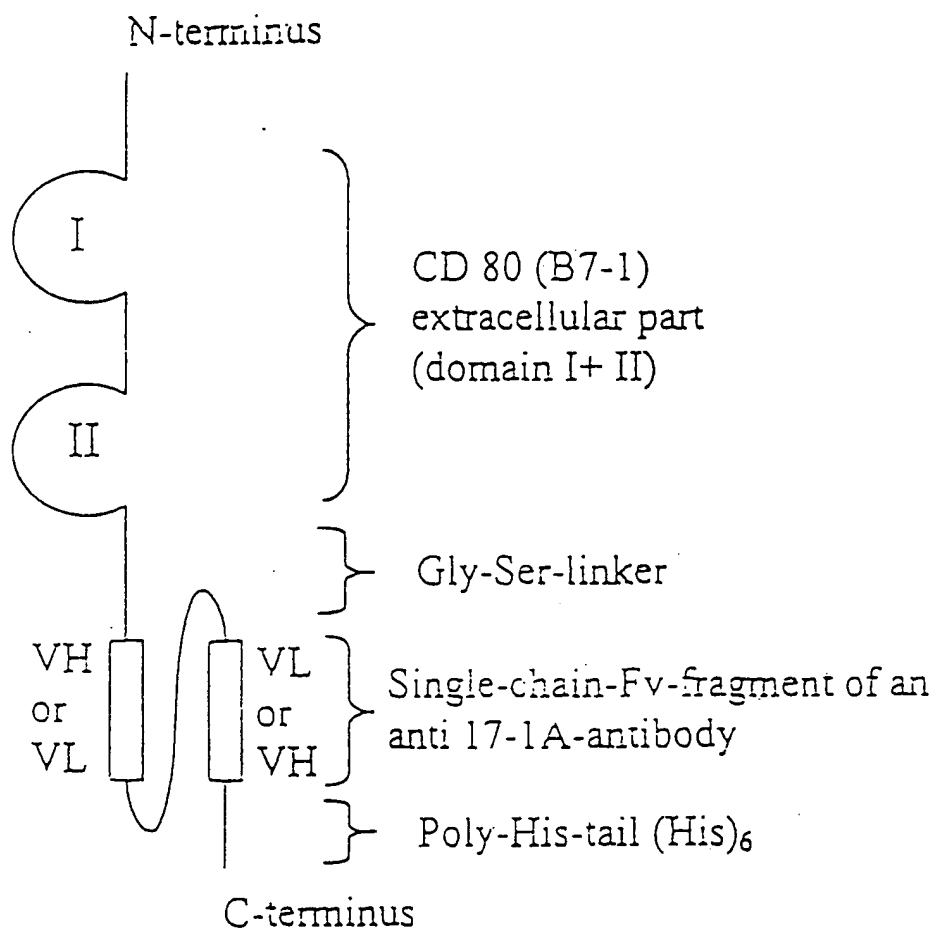 N-terminus
I
CD 80 (B7-1)
extracellular part
(domain I+ II)
II
Gly-Ser-linker
VH
or
VL
VL
or
VH
Single-chain-Fv-fragment of an
anti 17-1A-antibody
Poly-His-tail (His)6
C-terminus